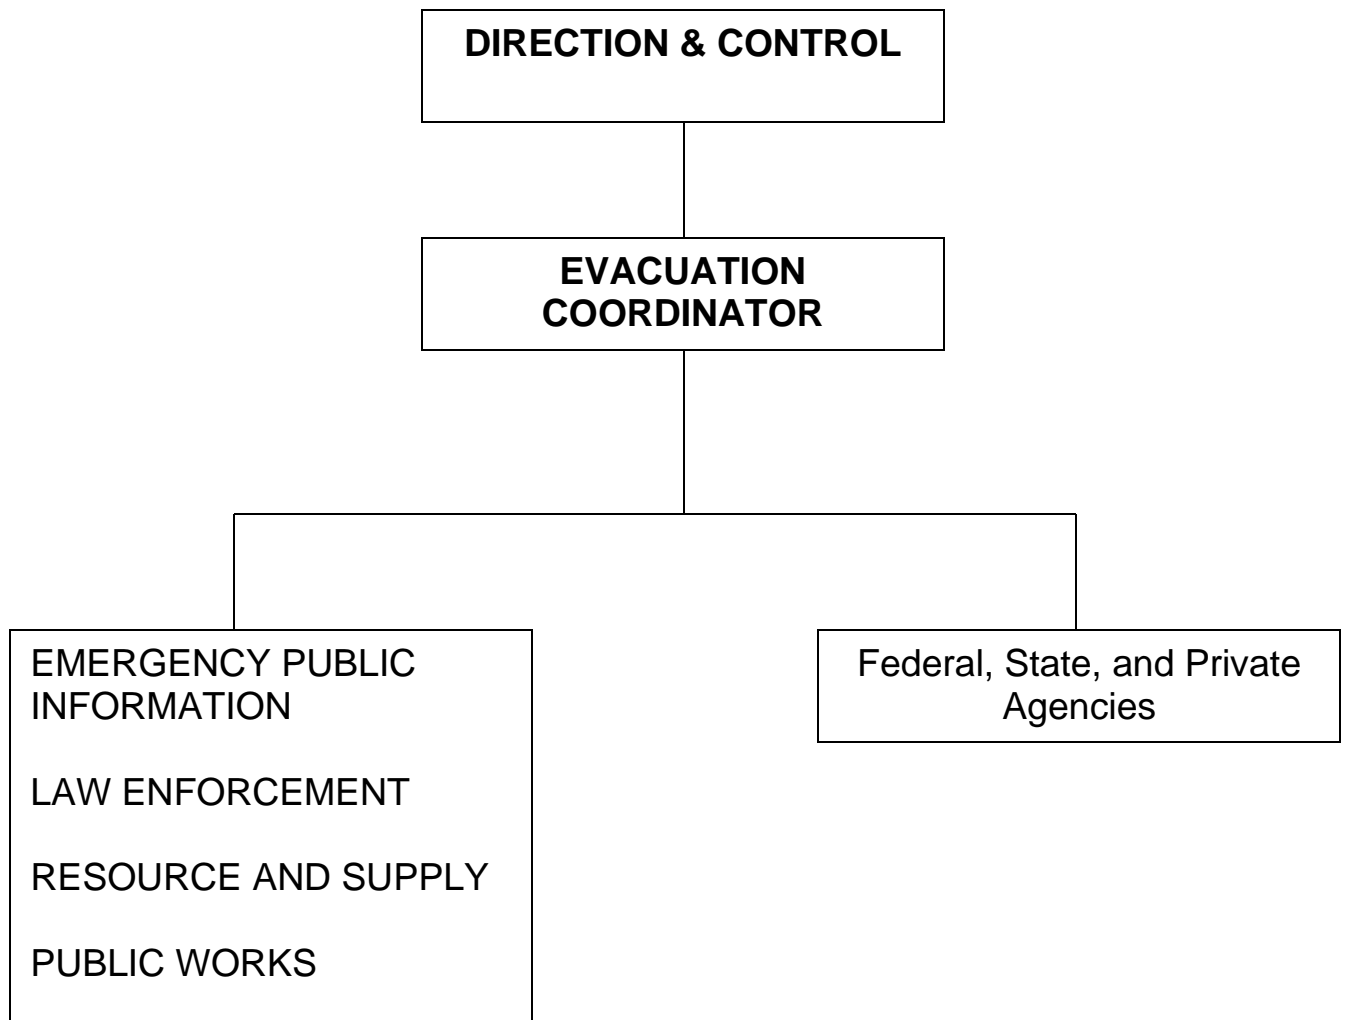 DIRECTION & CONTROL
EVACUATION
COORDINATOR
EMERGENCY PUBLIC
INFORMATION
LAW ENFORCEMENT
RESOURCE AND SUPPLY
PUBLIC WORKS
Federal, State, and Private
Agencies